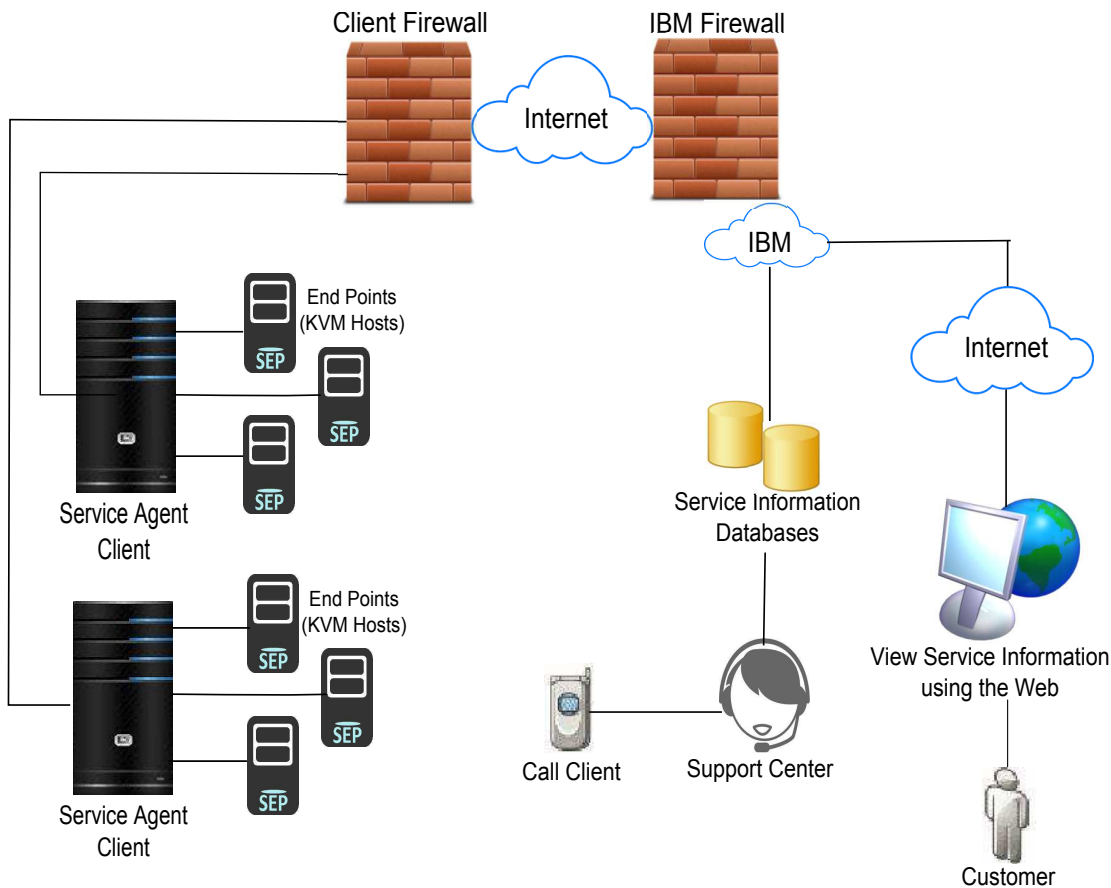 Client Firewall
IBM Firewall
Internet
IBM
Internet
End Points
(KVM Hosts)
SEP
SEP
SEP
Service Agent
Client
Service Information
Databases
End Points
(KVM Hosts)
SEP
SEP
SEP
Service Agent
Client
View Service Information
using the Web
Call Client
Support Center
Customer